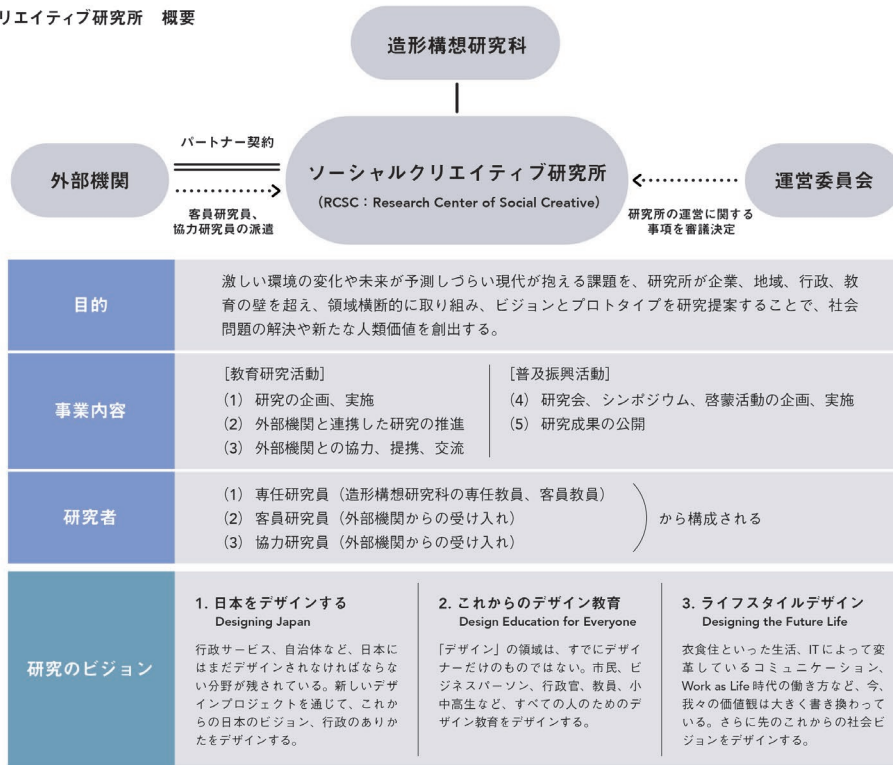 リエイティブ研究所　概要
造形構想研究科
外部機関
パートナー契約
客員研究員、
協力研究員の派遣
ソーシャルクリエイティブ研究所
（RCSC：Research Center of Social Creative）
運営委員会
研究所の運営に関する
事項を審議決定
目的
激しい環境の変化や未来が予測しづらい現代が抱える課題を、研究所が企業、地域、行政、教
育の壁を超え、領域横断的に取り組み、ビジョンとプロトタイプを研究提案することで、社会
問題の解決や新たな人類価値を創出する。
事業内容
［教育研究活動］
（1） 研究の企画、実施
（2） 外部機関と連携した研究の推進
（3） 外部機関との協力、提携、交流
［普及振興活動］
（4） 研究会、シンポジウム、啓蒙活動の企画、実施
（5） 研究成果の公開
研究者
（1） 専任研究員（造形構想研究科の専任教員、客員教員）
（2） 客員研究員（外部機関からの受け入れ）
（3） 協力研究員（外部機関からの受け入れ）
から構成される
研究のビジョン
1. 日本をデザインする
Designing Japan
行政サービス、自治体など、日本に
はまだデザインされなければならな
い分野が残されている。新しいデザ
インプロジェクトを通じて、これか
らの日本のビジョン、行政のありか
たをデザインする。
2. これからのデザイン教育
Design Education for Everyone
「デザイン」の領域は、すでにデザイ
ナーだけのものではない。市民、ビ
ジネスパーソン、行政官、教員、小
中高生など、すべての人のためのデ
ザイン教育をデザインする。
3. ライフスタイルデザイン
Designing the Future Life
衣食住といった生活、ITによって変
革しているコミュニケーション、
Work as Life 時代の働き方など、今、
我々の価値観は大きく書き換わって
いる。さらに先のこれからの社会ビ
ジョンをデザインする。